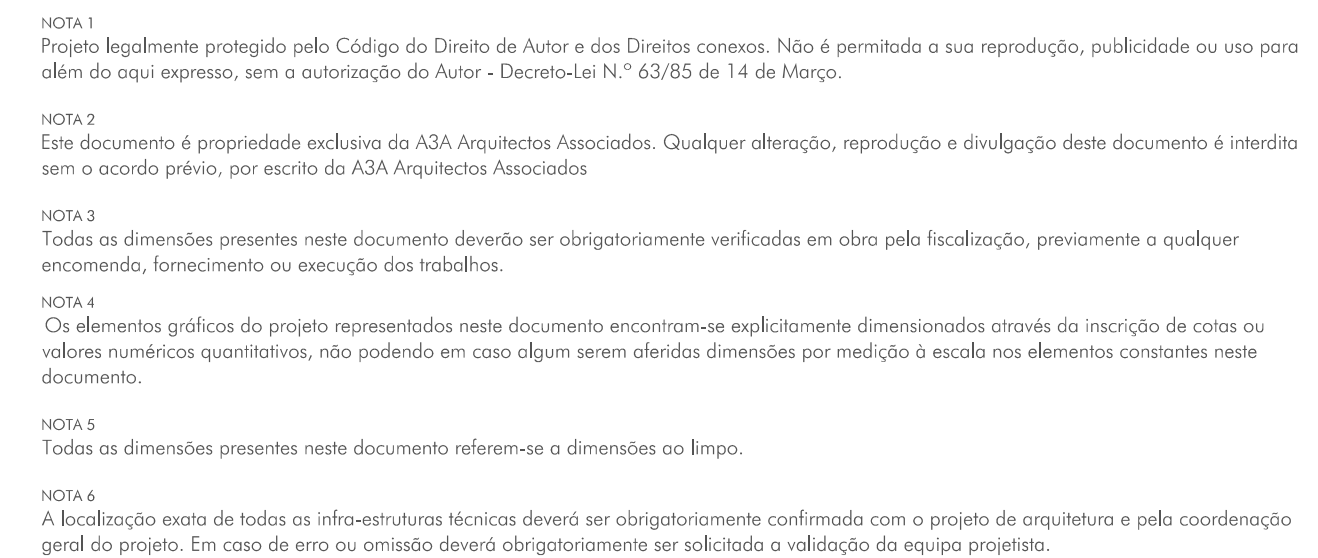 NOTA 1
Projeto legalmente protegido pelo Código do Direito de Autor e dos Direitos conexos. Não é permitada a sua reprodução, publicidade ou uso para
além do aqui expresso, sem a autorização do Autor - Decreto-Lei N.º 63/85 de 14 de Março.
NOTA 2
Este documento é propriedade exclusiva da A3A Arquitectos Associados. Qualquer alteração, reprodução e divulgação deste documento é interdita
sem o acordo prévio, por escrito da A3A Arquitectos Associados
NOTA 3
Todas as dimensões presentes neste documento deverão ser obrigatoriamente verificadas em obra pela fiscalização, previamente a qualquer
encomenda, fornecimento ou execução dos trabalhos.
NOTA 4
Os elementos gráficos do projeto representados neste documento encontram-se explicitamente dimensionados através da inscrição de cotas ou
valores numéricos quantitativos, não podendo em caso algum serem aferidas dimensões por medição à escala nos elementos constantes neste
documento.
NOTA 5
Todas as dimensões presentes neste documento referem-se a dimensões ao limpo.
NOTA 6
A localização exata de todas as infra-estruturas técnicas deverá ser obrigatoriamente confirmada com o projeto de arquitetura e pela coordenação
geral do projeto. Em caso de erro ou omissão deverá obrigatoriamente ser solicitada a validação da equipa projetista.